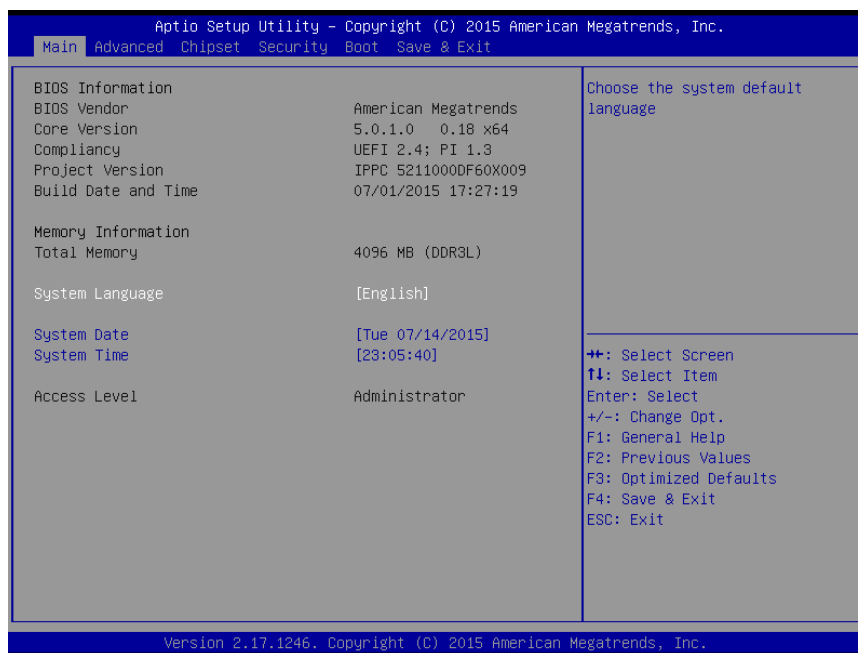 Aptio Setup Utility – Copyright (C) 2015 American Megatrends, Inc.
Main Advanced Chipset Security Boot Save & Exit
BIOS Information
BIOS Vendor American Megatrends
Core Version 5.0.1.0 0.18 x64
Compliancy UEFI 2.4; PI 1.3
Project Version IPPC 5211000DF60X009
Build Date and Time 07/01/2015 17:27:19
Memory Information
Total Memory 4096 MB (DDR3L)
System Language [English]
System Date [Tue 07/14/2015]
System Time [23:05:40]
Access Level Administrator
Choose the system default
language
→←: Select Screen
↑↓: Select Item
Enter: Select
+/-: Change Opt.
F1: General Help
F2: Previous Values
F3: Optimized Defaults
F4: Save & Exit
ESC: Exit
Version 2.17.1246. Copyright (C) 2015 American Megatrends, Inc.